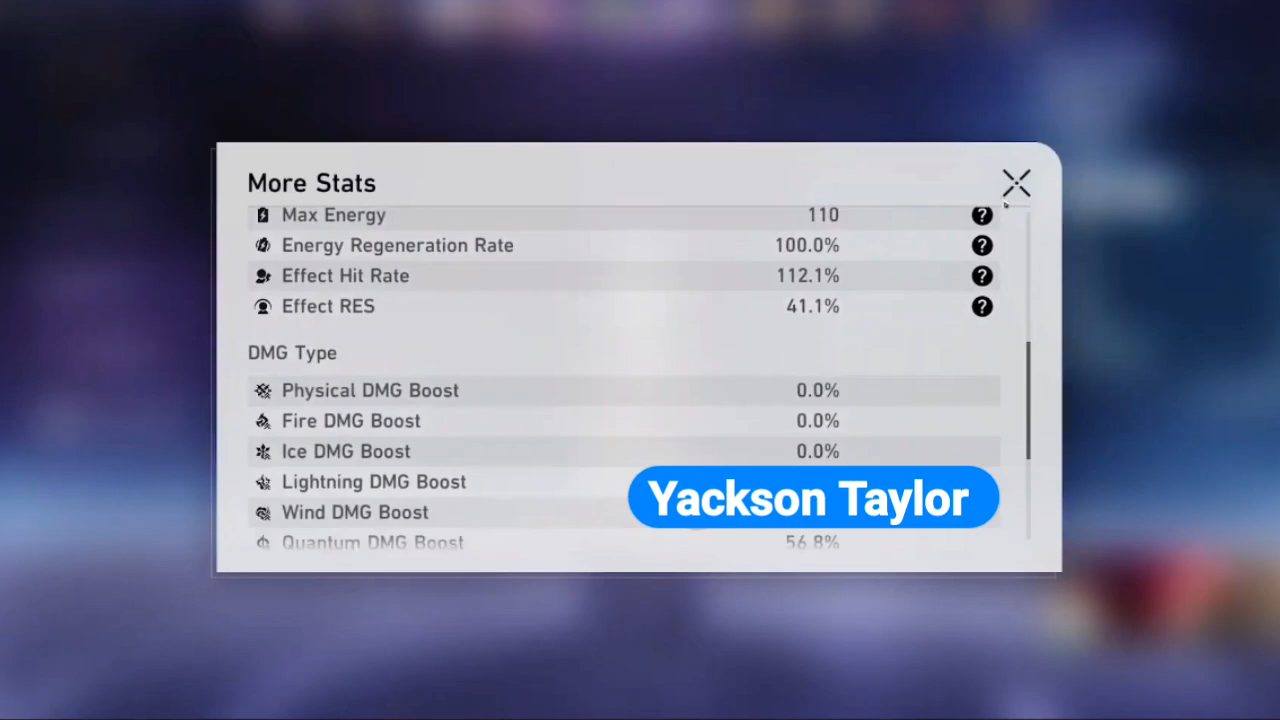 More Stats
Max Energy 110 ?
Energy Regeneration Rate 100.0% ?
Effect Hit Rate 112.1% ?
Effect RES 41.1% ?
DMG Type
Physical DMG Boost 0.0%
Fire DMG Boost 0.0%
Ice DMG Boost 0.0%
Lightning DMG Boost
Yackson Taylor
Wind DMG Boost
Quantum DMG Boost 56.8%